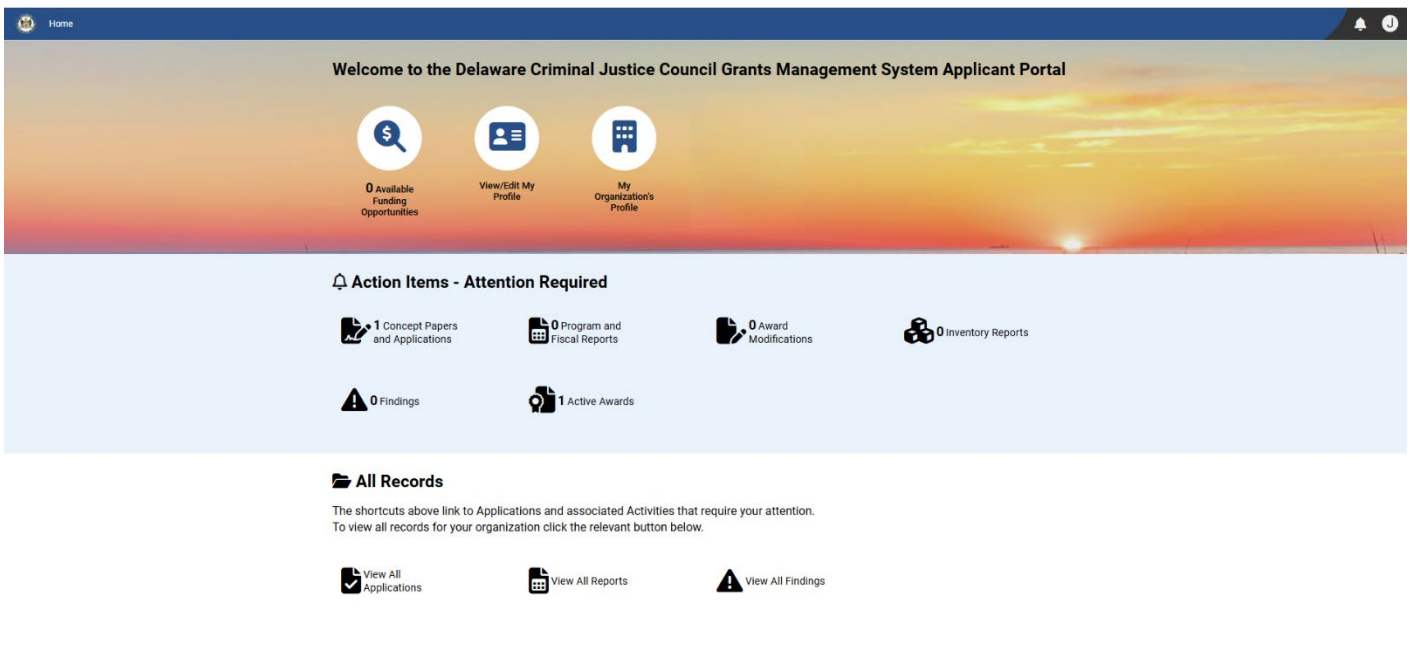 Home
J
Welcome to the Delaware Criminal Justice Council Grants Management System Applicant Portal
0 Available
Funding
Opportunities
View/Edit My
Profile
My
Organization's
Profile
Action Items - Attention Required
1 Concept Papers
and Applications
0 Program and
Fiscal Reports
0 Award
Modifications
0 Inventory Reports
0 Findings
1 Active Awards
All Records
The shortcuts above link to Applications and associated Activities that require your attention.
To view all records for your organization click the relevant button below.
View All
Applications
View All Reports
View All Findings